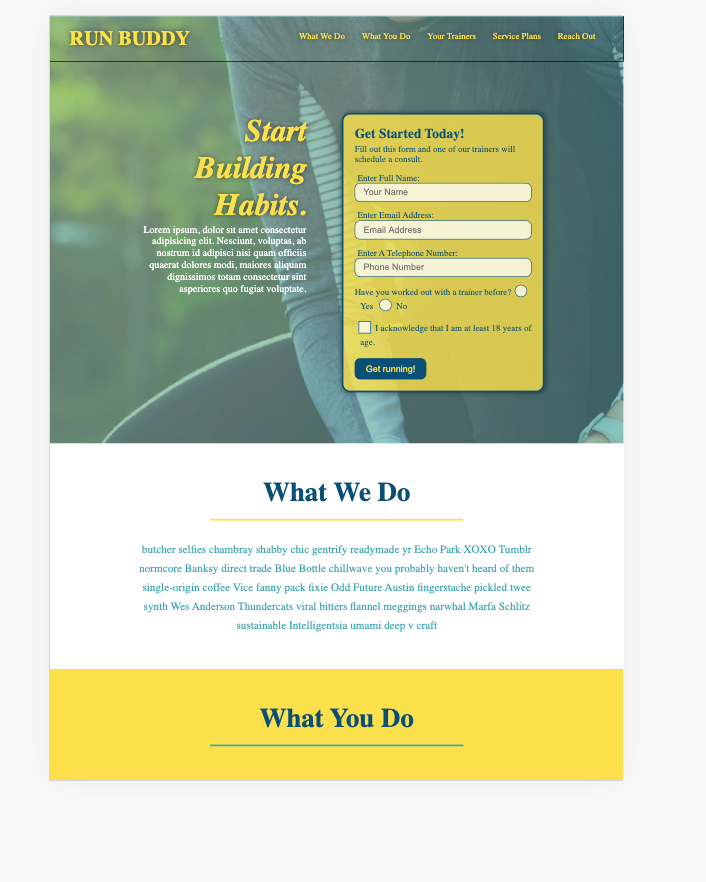 RUN BUDDY
What We Do What You Do Your Trainers Service Plans Reach Out
Start
Building
Habits.
Lorem ipsum, dolor sit amet consectetur
adipisicing elit. Nesciunt, voluptas, ab
nostrum id adipisci nisi quam officiis
quaerat dolores modi, maiores aliquam
dignissimos totam consectetur sint
asperiores quo fugiat voluptate.
Get Started Today!
Fill out this form and one of our trainers will
schedule a consult.
Enter Full Name:
Your Name
Enter Email Address:
Email Address
Enter A Telephone Number:
Phone Number
Have you worked out with a trainer before?
Yes No
I acknowledge that I am at least 18 years of
age.
Get running!
What We Do
butcher selfies chambray shabby chic gentrify readymade yr Echo Park XOXO Tumblr
normcore Banksy direct trade Blue Bottle chillwave you probably haven't heard of them
single-origin coffee Vice fanny pack fixie Odd Future Austin fingerstache pickled twee
synth Wes Anderson Thundercats viral bitters flannel meggings narwhal Marfa Schlitz
sustainable Intelligentsia umami deep v craft
What You Do